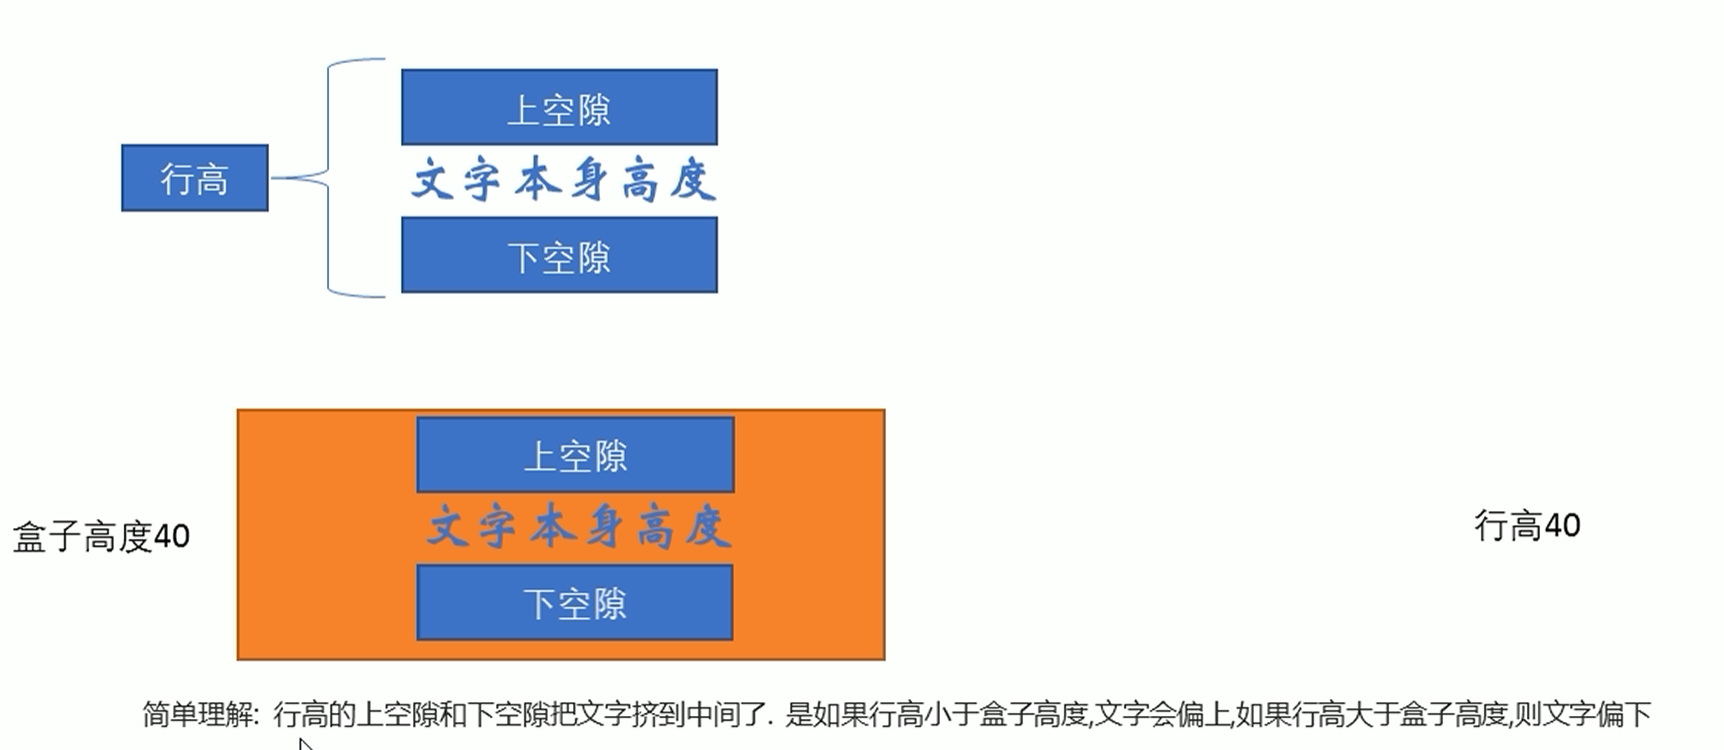 上空隙
行高
文字本身高度
下空隙
上空隙
文字本身高度
盒子高度40
行高40
下空隙
简单理解: 行高的上空隙和下空隙把文字挤到中间了. 是如果行高小于盒子高度,文字会偏上,如果行高大于盒子高度,则文字偏下